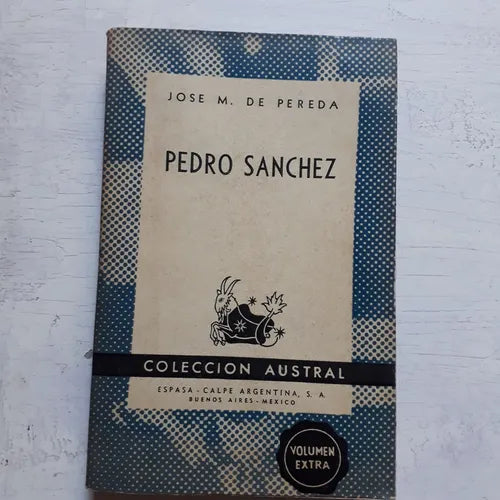 JOSE M. DE PEREDA
PEDRO SANCHEZ
COLECCION AUSTRAL
ESPASA - CALPE ARGENTINA, S. A.
BUENOS AIRES - MEXICO
VOLUMEN
EXTRA